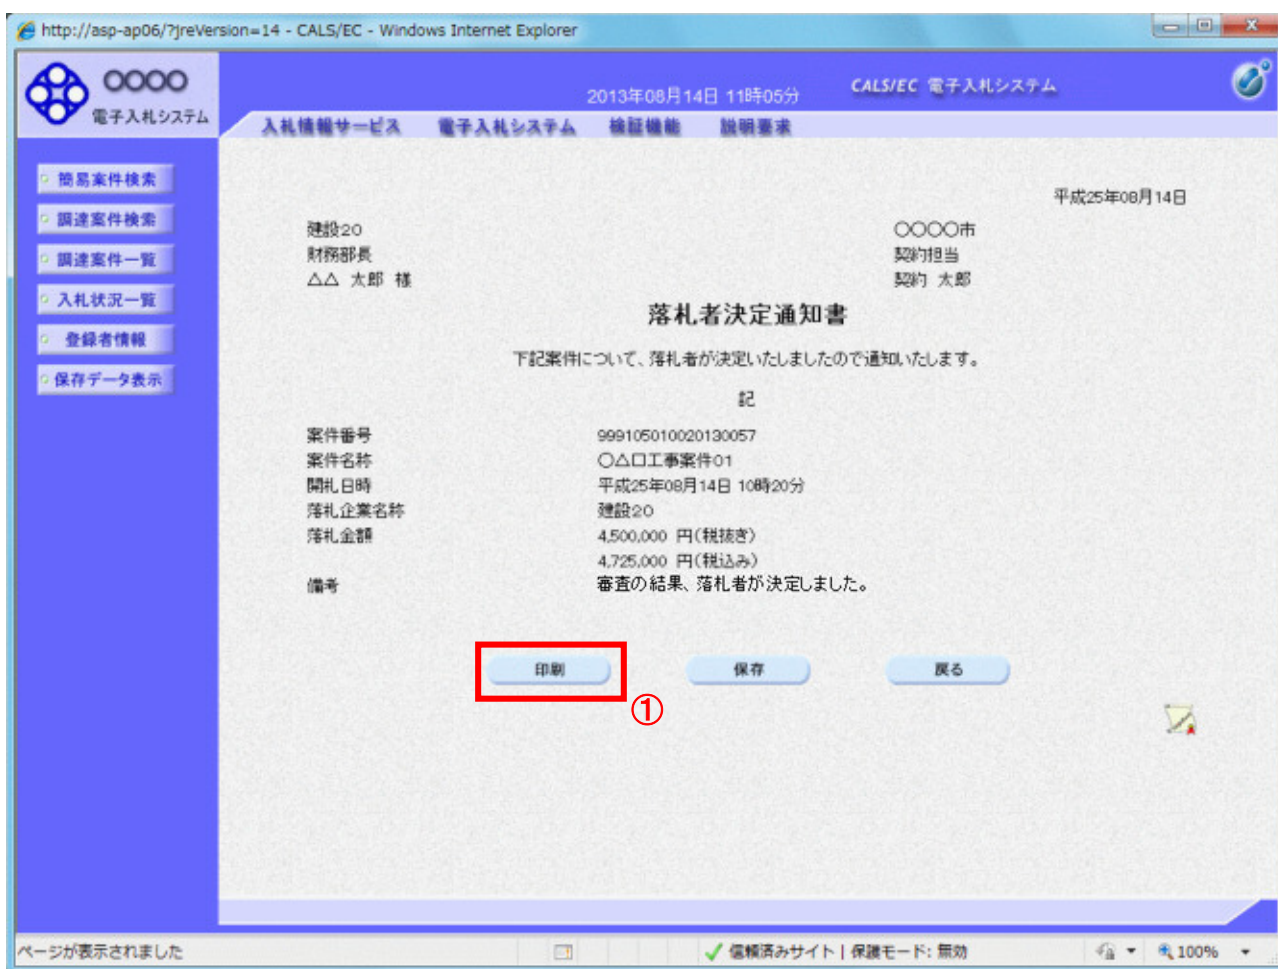 http://asp-ap06/?jreVersion=14 - CALS/EC - Windows Internet Explorer
〇〇〇〇
電子入札システム
2013年08月14日 11時05分
CALS/EC 電子入札システム
入札情報サービス 電子入札システム 検証機能 説明要求
簡易案件検索
調達案件検索
調達案件一覧
入札状況一覧
登録者情報
保存データ表示
平成25年08月14日
建設20
〇〇〇〇市
財務部長
契約担当
△△ 太郎 様
契約 太郎
落札者決定通知書
下記案件について、落札者が決定いたしましたので通知いたします。
記
案件番号 999105010020130057
案件名称 〇△口工事案件01
開札日時 平成25年08月14日 10時20分
落札企業名称 建設20
落札金額 4,500,000 円(税抜き)
4,725,000 円(税込み)
備考 審査の結果、落札者が決定しました。
印刷 保存 戻る
①
ページが表示されました
信頼済みサイト | 保護モード: 無効
100%